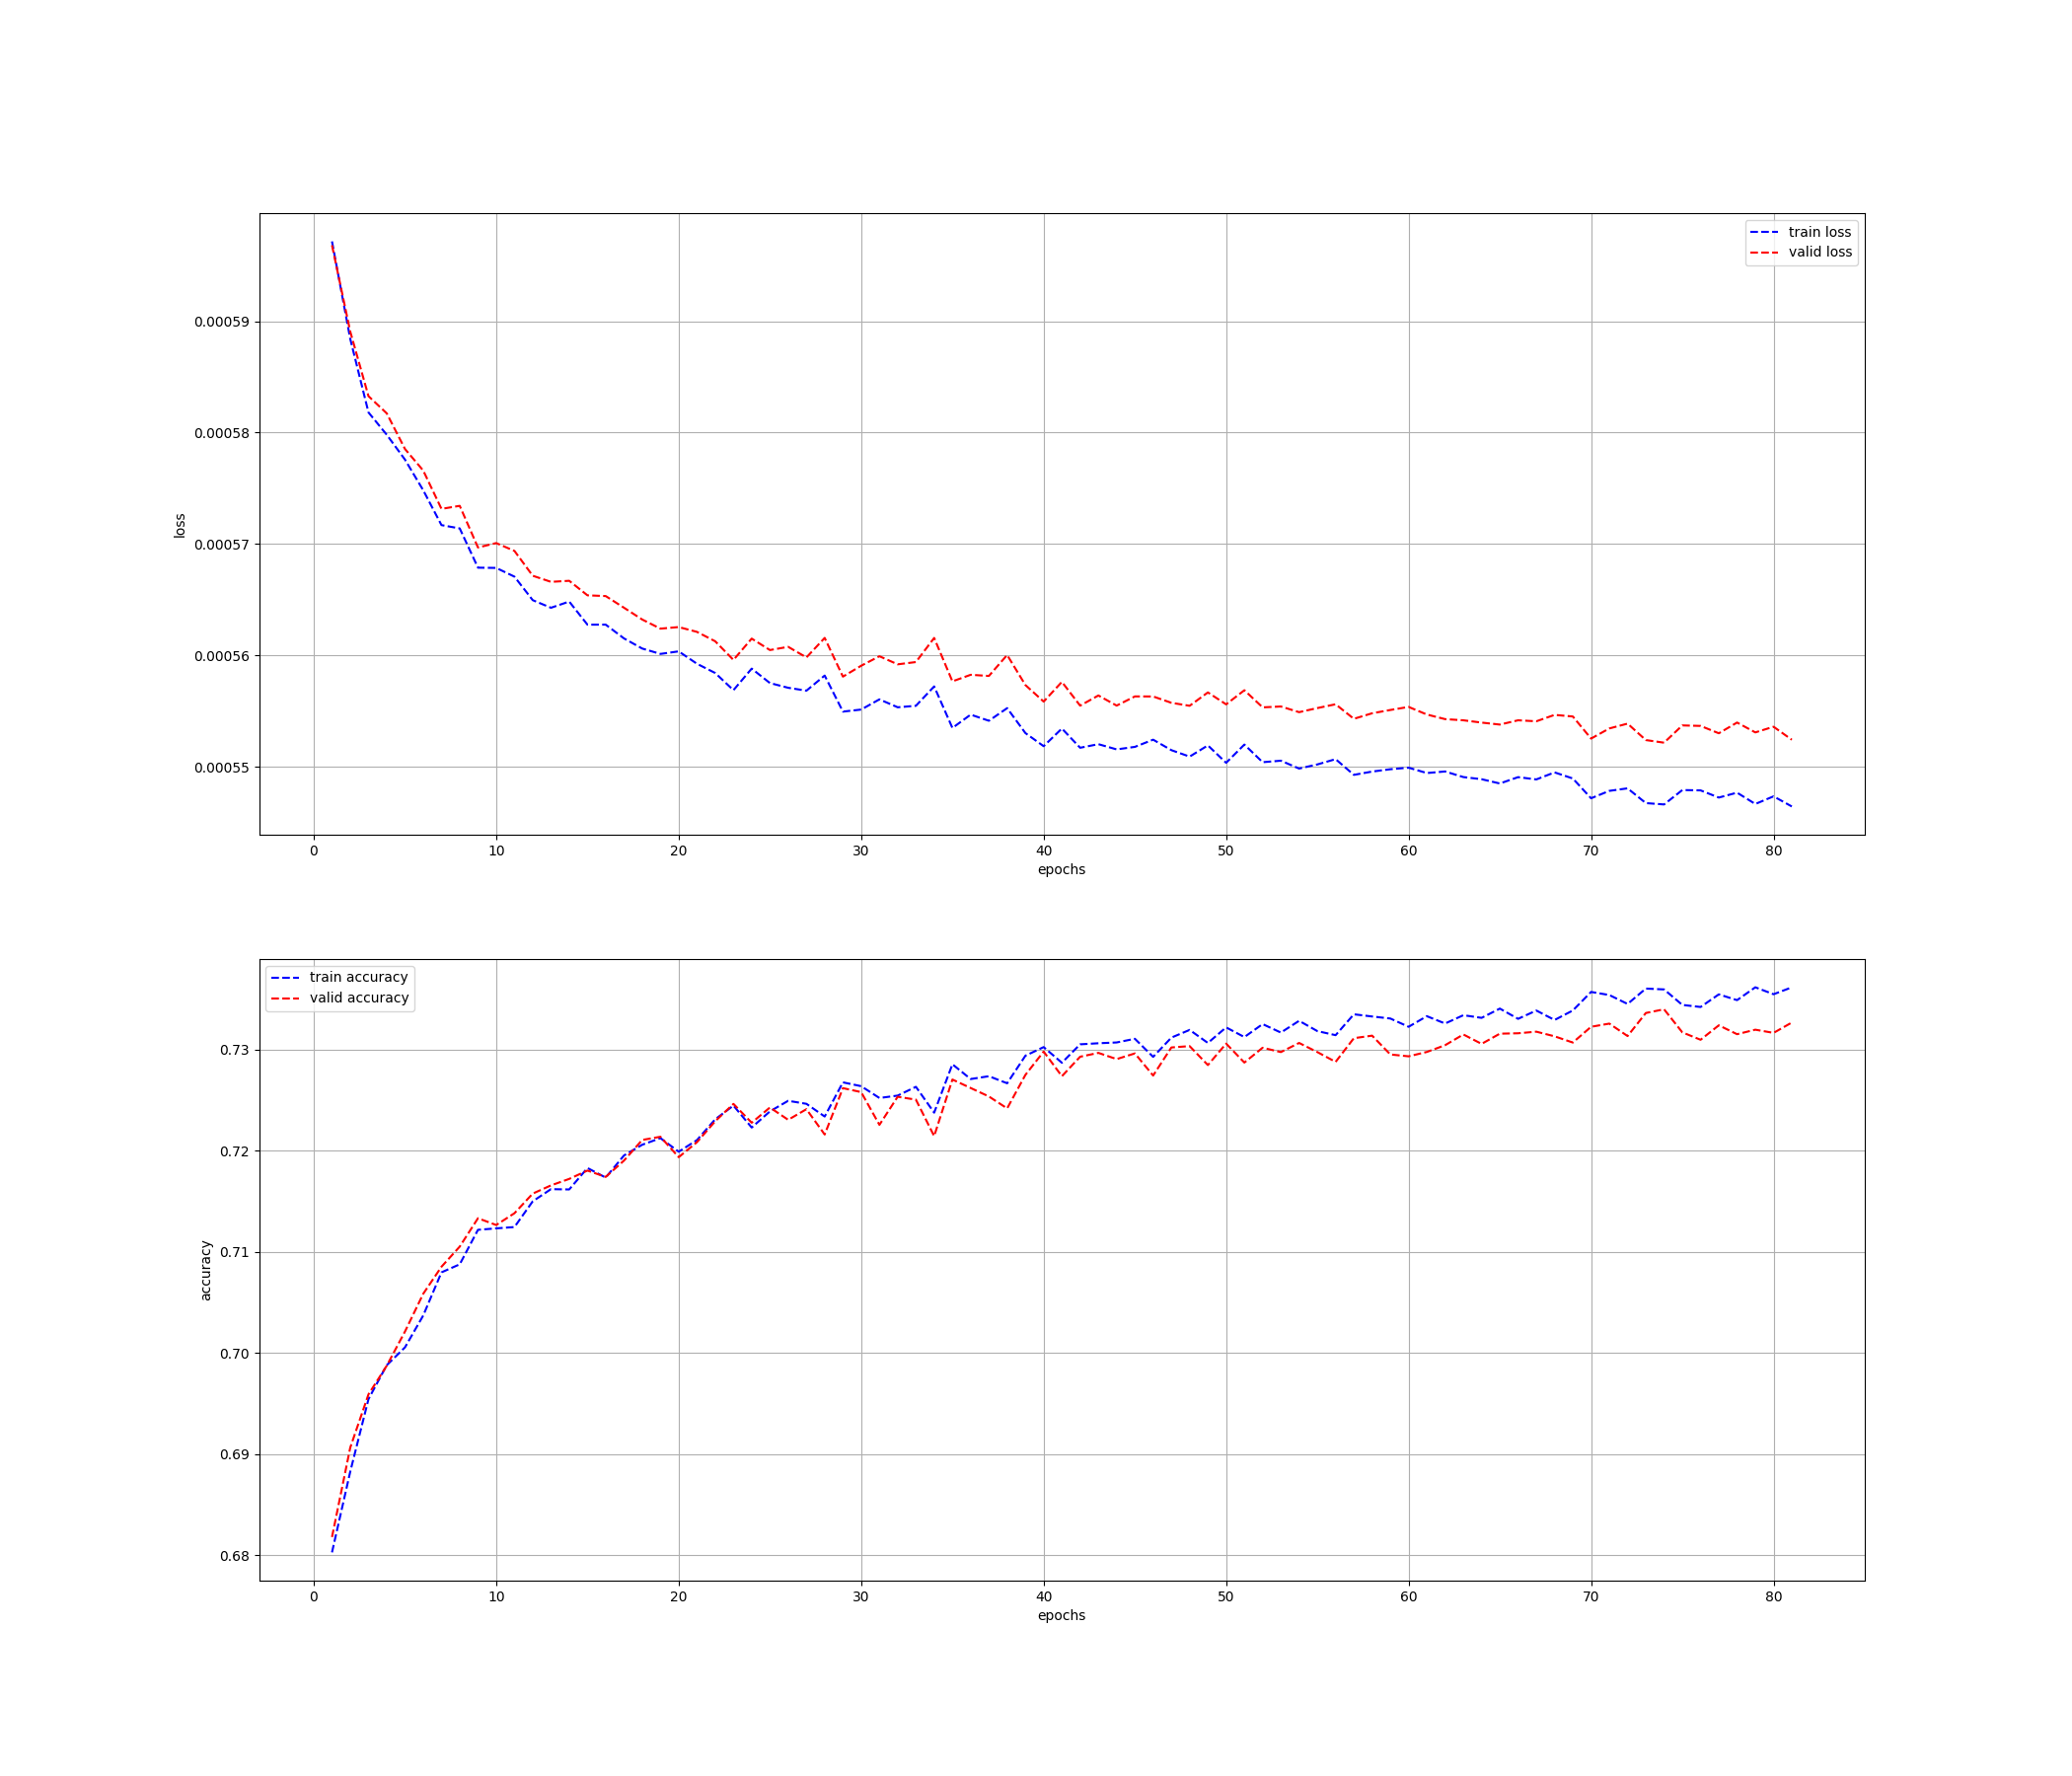 train loss
valid loss
0.00059
0.00058
0.00057
0.00056
0.00055
loss
0 10 20 30 40 50 60 70 80
epochs
train accuracy
valid accuracy
0.73
0.72
0.71
0.70
0.69
0.68
accuracy
0 10 20 30 40 50 60 70 80
epochs